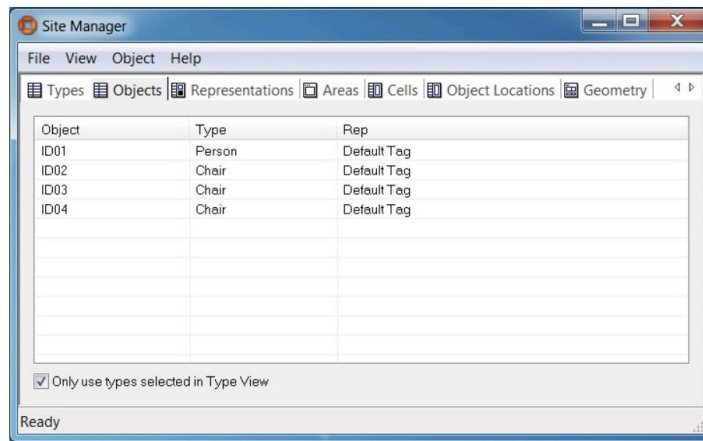 Site Manager
File View Object Help
Types Objects Representations Areas Cells Object Locations Geometry
Object Type Rep
ID01 Person Default Tag
ID02 Chair Default Tag
ID03 Chair Default Tag
ID04 Chair Default Tag
Only use types selected in Type View
Ready